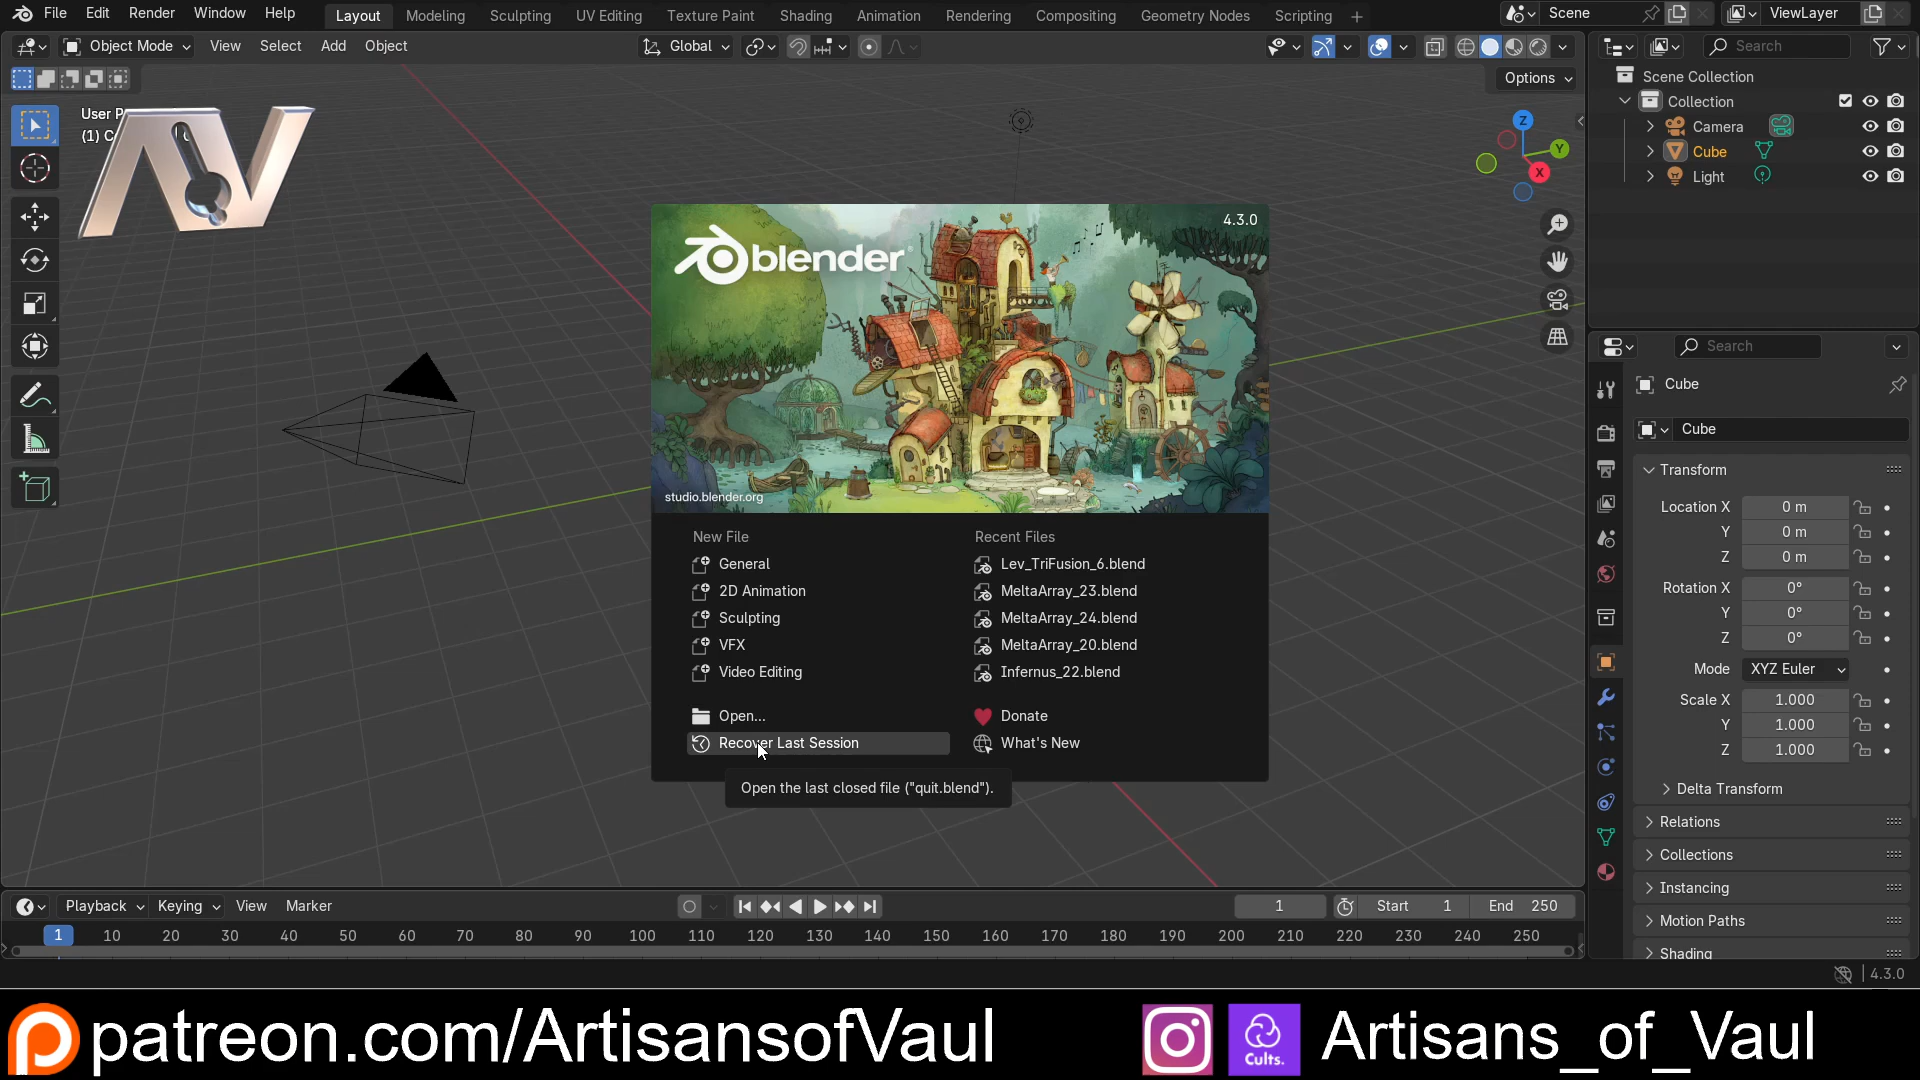 File Edit Render Window Help Layout Modeling Sculpting UV Editing Texture Paint Shading Animation Rendering Compositing Geometry Nodes Scripting + Scene ViewLayer
Object Mode View Select Add Object Global Search
Options
User P
(1) C
Z
Y
X
Scene Collection
Collection
Camera
Cube
Light
Search
Cube
Cube
Transform
Location X 0 m
Y 0 m
Z 0 m
Rotation X 0°
Y 0°
Z 0°
Mode XYZ Euler
Scale X 1.000
Y 1.000
Z 1.000
Delta Transform
Relations
Collections
Instancing
Motion Paths
Shading
4.3.0
blender
studio.blender.org
New File
General
2D Animation
Sculpting
VFX
Video Editing
Open...
Recover Last Session
Recent Files
Lev_TriFusion_6.blend
MeltaArray_23.blend
MeltaArray_24.blend
MeltaArray_20.blend
Infernus_22.blend
Donate
What's New
Open the last closed file ("quit.blend").
Playback Keying View Marker 1 Start 1 End 250
1 10 20 30 40 50 60 70 80 90 100 110 120 130 140 150 160 170 180 190 200 210 220 230 240 250
4.3.0
patreon.com/ArtisansofVaul
Cults.
Artisans_of_Vaul